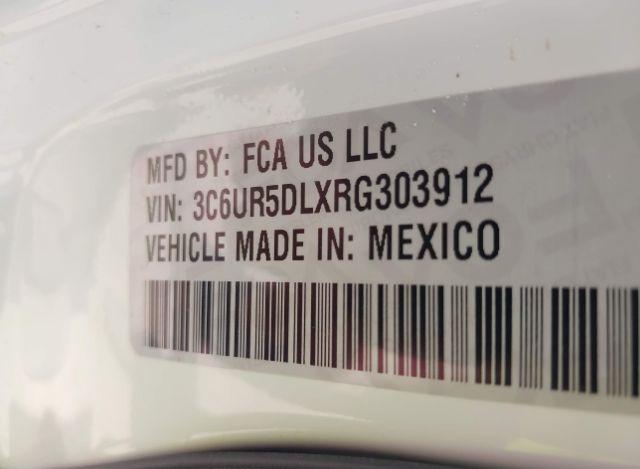 MFD BY: FCA US LLC
VIN: 3C6UR5DLXRG303912
VEHICLE MADE IN: MEXICO